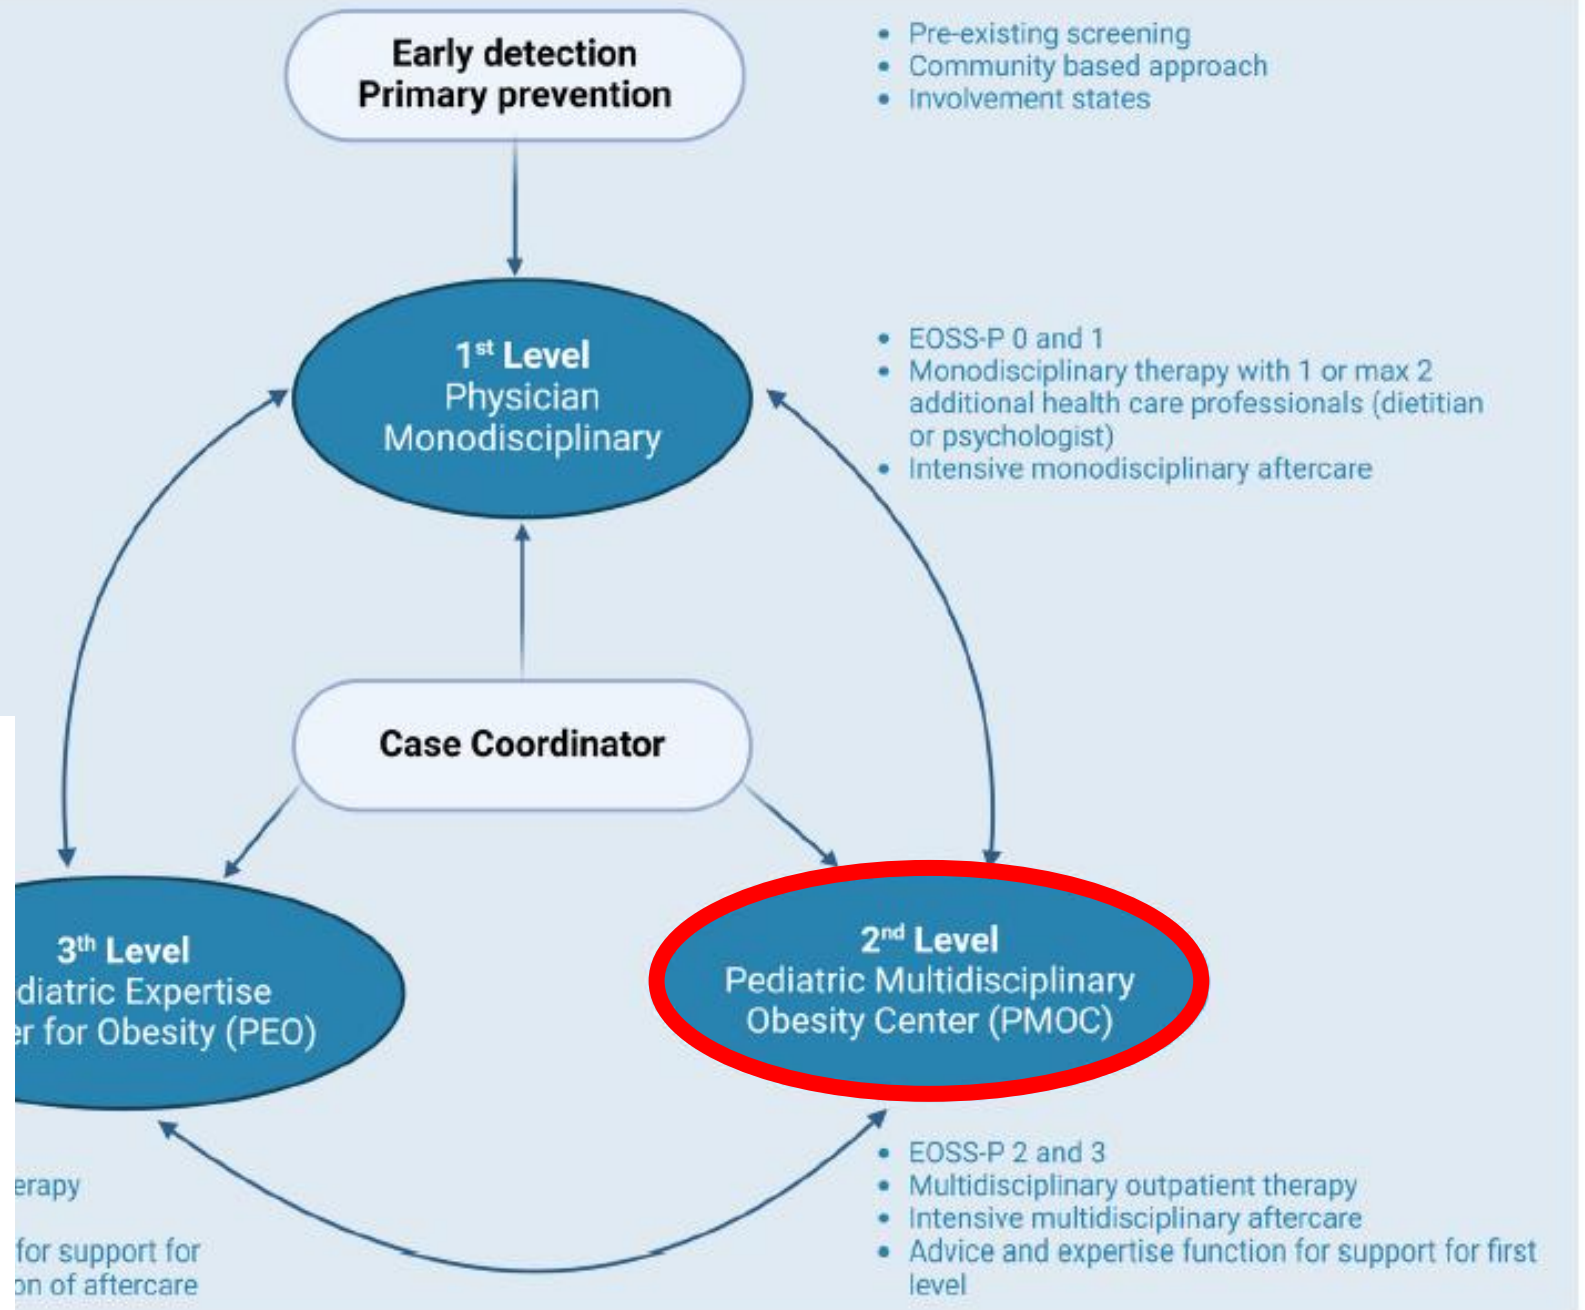 Early detection
Primary prevention
• Pre-existing screening
• Community based approach
• Involvement states
1st Level
Physician
Monodisciplinary
• EOSS-P 0 and 1
• Monodisciplinary therapy with 1 or max 2
additional health care professionals (dietitian
or psychologist)
• Intensive monodisciplinary aftercare
Case Coordinator
3th Level
diatric Expertise
er for Obesity (PEO)
2nd Level
Pediatric Multidisciplinary
Obesity Center (PMOC)
erapy
for support for
on of aftercare
• EOSS-P 2 and 3
• Multidisciplinary outpatient therapy
• Intensive multidisciplinary aftercare
• Advice and expertise function for support for first
level